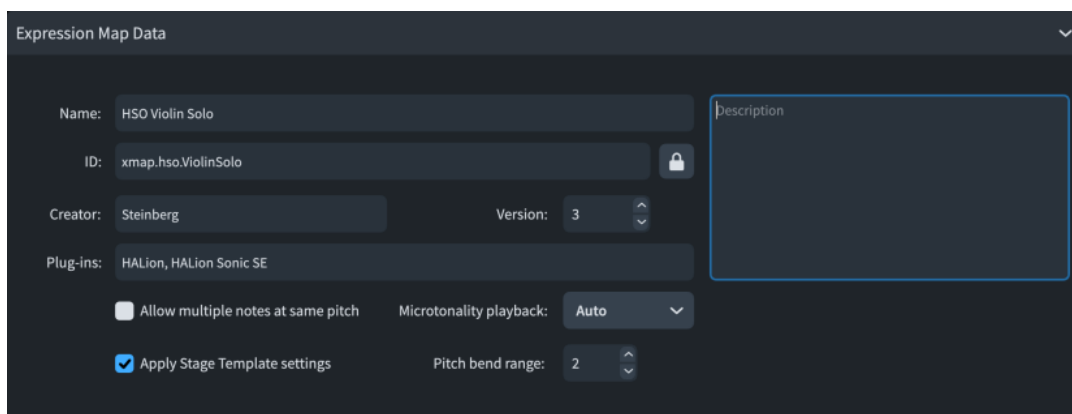 Expression Map Data
Name: HSO Violin Solo
Description
ID: xmap.hso.ViolinSolo
Creator: Steinberg Version: 3
Plug-ins: HALion, HALion Sonic SE
Allow multiple notes at same pitch Microtonality playback: Auto
Apply Stage Template settings Pitch bend range: 2